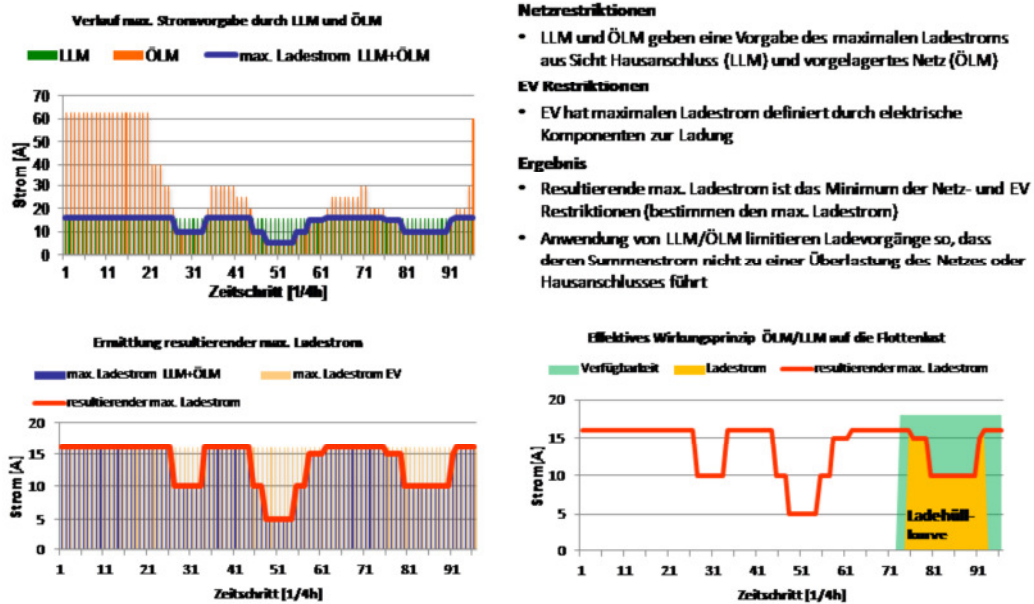 Verlauf max. Stromvorgabe durch LLM und ÖLM
LLM ÖLM max. Ladestrom LLM+ÖLM
Strom [A]
70
60
50
40
30
20
10
0
1 11 21 31 41 51 61 71 81 91
Zeitschritt [1/4h]
Netzrestriktionen
• LLM und ÖLM geben eine Vorgabe des maximalen Ladestroms
aus Sicht Hausanschluss (LLM) und vorgelagertes Netz (ÖLM)
EV Restriktionen
• EV hat maximalen Ladestrom definiert durch elektrische
Komponenten zur Ladung
Ergebnis
• Resultierende max. Ladestrom ist das Minimum der Netz- und EV
Restriktionen (bestimmen den max. Ladestrom)
• Anwendung von LLM/ÖLM limitieren Ladevorgänge so, dass
deren Summenstrom nicht zu einer Überlastung des Netzes oder
Hausanschlusses führt
Ermittlung resultierender max. Ladestrom
max. Ladestrom LLM+ÖLM max. Ladestrom EV
resultierender max. Ladestrom
Strom [A]
20
15
10
5
0
1 11 21 31 41 51 61 71 81 91
Zeitschritt [1/4h]
Effektives Wirkungsprinzip ÖLM/LLM auf die Flottenlast
Verfügbarkeit Ladestrom resultierender max. Ladestrom
Strom [A]
20
15
10
5
0
Ladehüll-
kurve
1 11 21 31 41 51 61 71 81 91
Zeitschritt [1/4h]